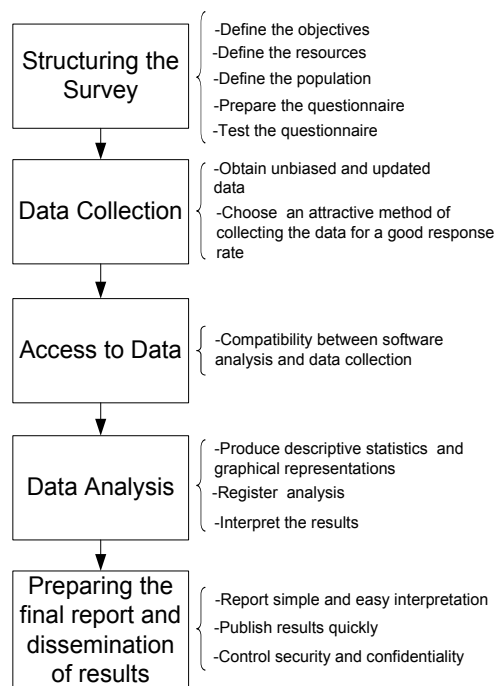 Structuring the
Survey
-Define the objectives
-Define the resources
-Define the population
-Prepare the questionnaire
-Test the questionnaire
Data Collection
-Obtain unbiased and updated
data
-Choose an attractive method of
collecting the data for a good response
rate
Access to Data
-Compatibility between software
analysis and data collection
Data Analysis
-Produce descriptive statistics and
graphical representations
-Register analysis
-Interpret the results
Preparing the
final report and
dissemination
of results
-Report simple and easy interpretation
-Publish results quickly
-Control security and confidentiality